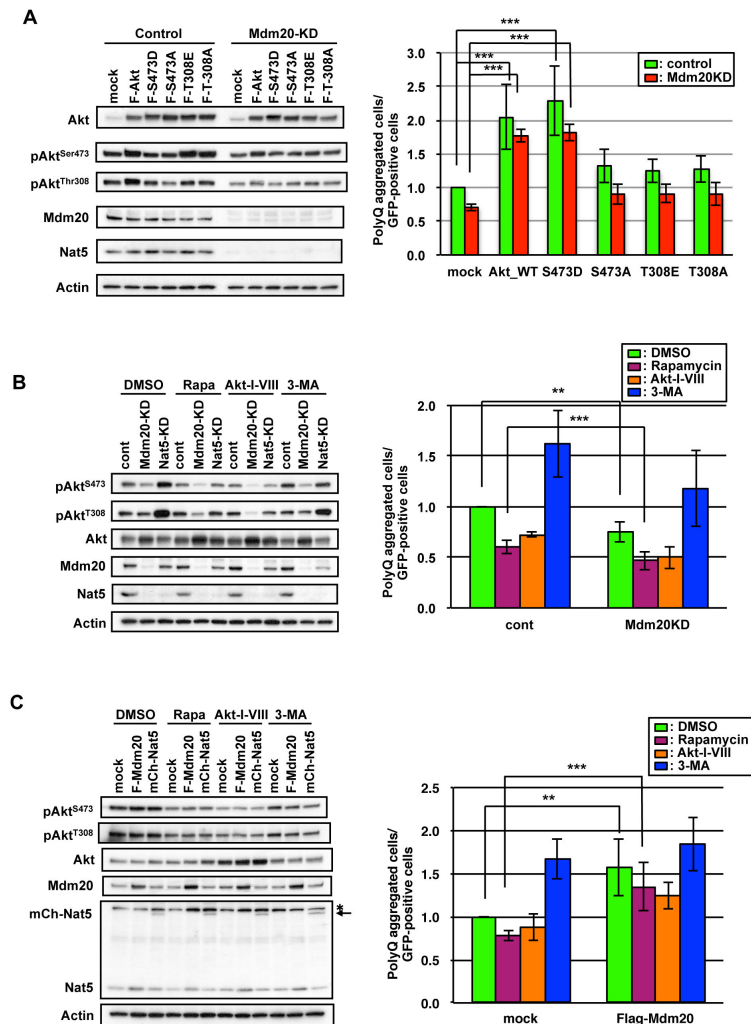 A
Control Mdm20-KD
mock F-Akt F-S473D F-S473A F-T308E F-T-308A mock F-Akt F-S473D F-S473A F-T308E F-T-308A
Akt
pAktSer473
pAktThr308
Mdm20
Nat5
Actin
PolyQ aggregated cells/
GFP-positive cells
3.0
2.5
2.0
1.5
1.0
0.5
0.0
***
***
***
***
: control
: Mdm20KD
mock Akt_WT S473D S473A T308E T308A
B
DMSO Rapa Akt-I-VIII 3-MA
cont Mdm20-KD Nat5-KD cont Mdm20-KD Nat5-KD cont Mdm20-KD Nat5-KD cont Mdm20-KD Nat5-KD
pAktS473
pAktT308
Akt
Mdm20
Nat5
Actin
: DMSO
: Rapamycin
: Akt-I-VIII
: 3-MA
PolyQ aggregated cells/
GFP-positive cells
2.0
1.5
1.0
0.5
0.0
**
***
cont Mdm20KD
C
DMSO Rapa Akt-I-VIII 3-MA
mock F-Mdm20 mCh-Nat5 mock F-Mdm20 mCh-Nat5 mock F-Mdm20 mCh-Nat5 mock F-Mdm20 mCh-Nat5
pAktS473
pAktT308
Akt
Mdm20
mCh-Nat5
*
Nat5
Actin
: DMSO
: Rapamycin
: Akt-I-VIII
: 3-MA
PolyQ aggregated cells/
GFP-positive cells
2.5
2.0
1.5
1.0
0.5
0.0
***
**
mock Flag-Mdm20